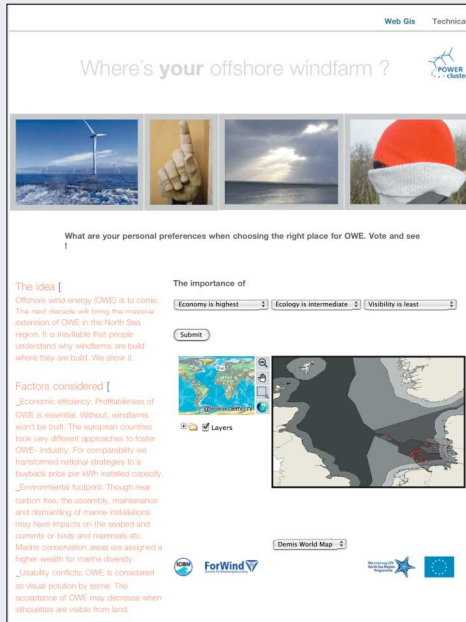 Web Gis Technica
Where´s your offshore windfarm ?
POWER
cluste
What are your personal preferences when choosing the right place for OWE. Vote and see
!
The idea [
Offshore wind energy (OWE) is to come.
The next decade will bring the massive
extension of OWE in the North Sea
region. It is inevitable that people
understand why windfarms are build
where they are build. We show it.
Factors considered [
_Economic efficiency: Profitableness of
OWE is essential. Without, windfarms
won't be built. The european countries
took very different approaches to foster
OWE- industry. For comparability we
transformed national strategies to a
buyback price per kWh installed capacity.
_Environmental footprint: Though near
carbon free, the assembly, maintenance
and dismantling of marine installations
may have impacts on the seabed and
currents or birds and mammals etc.
Marine conservation areas are assigned a
higher wealth for marine diversity.
_Usability conflicts: OWE is considered
as visual polution by some. The
acceptance of OWE may decrease when
silhouettes are visible from land.
The importance of
Economy is highest Ecology is intermediate Visibility is least
Submit
Layers
Demis World Map
ICBM
ForWind